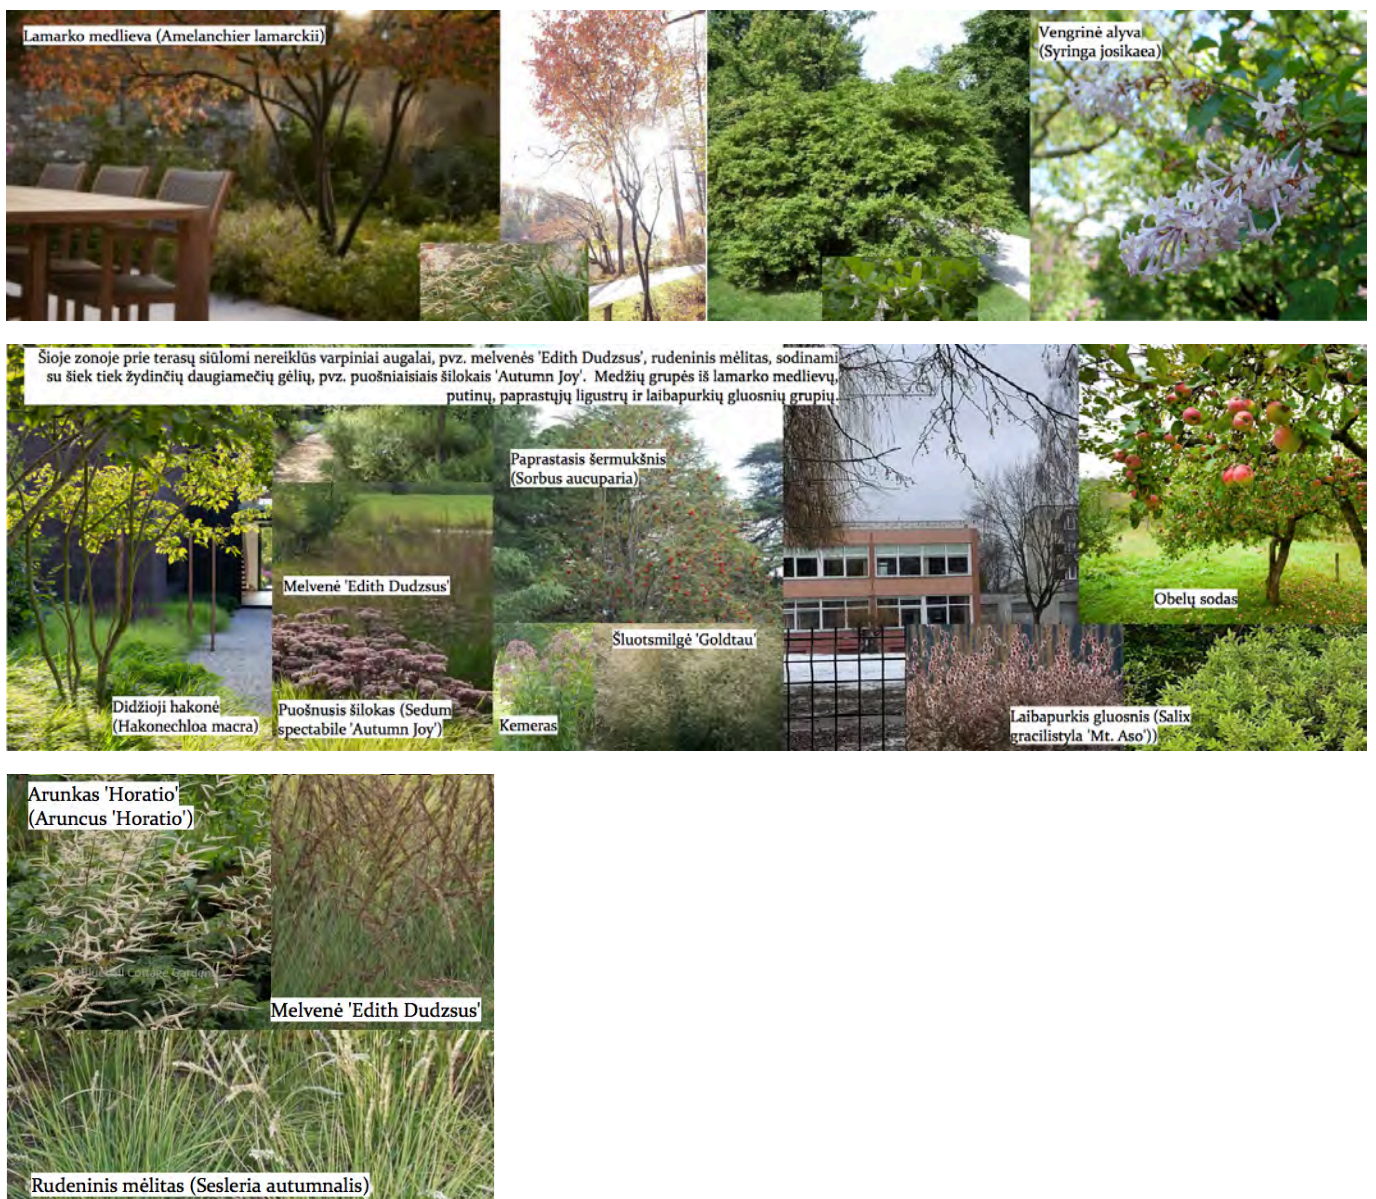 Lamarko medlieva (Amelanchier lamarckii)
Vengrinė alyva
(Syringa josikaea)
Šioje zonoje prie terasų siūlomi nereiklūs varpiniai augalai, pvz. melvenės 'Edith Dudzsus', rudeninis mėlitas, sodinami
su šiek tiek žydinčių daugiamečių gėlių, pvz. puošniaisiais šilokais 'Autumn Joy'. Medžių grupės iš lamarko medlievų,
putinų, paprastųjų ligustrų ir laibapurkių gluosnių grupių.
Paprastasis šermukšnis
(Sorbus aucuparia)
Melvenė 'Edith Dudzsus'
Obelų sodas
Šluotsmilgė 'Goldtau'
Didžioji hakonė
(Hakonechloa macra)
Puošnusis šilokas (Sedum
spectabile 'Autumn Joy')
Kemeras
Laibapurkis gluosnis (Salix
gracilistyla 'Mt. Aso'))
Arunkas 'Horatio'
(Aruncus 'Horatio')
Bluebell Cottage Gardens
Melvenė 'Edith Dudzsus'
Rudeninis mėlitas (Sesleria autumnalis)